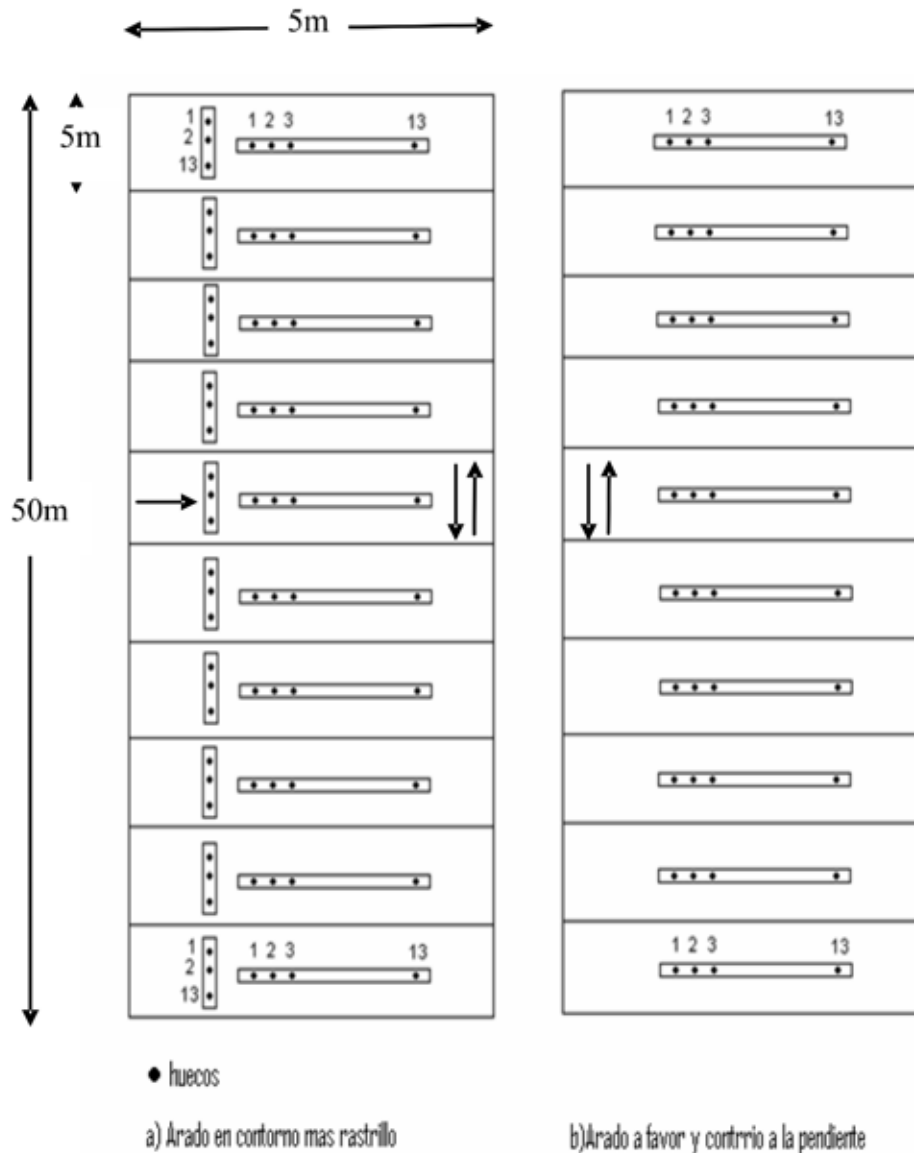 5m
5m
50m
1
2
13
1 2 3 13
1 2 3 13
1
2
13
1 2 3 13
1 2 3 13
huecos
a) Arado en contorno mas rastrillo
b)Arado a favor y contrrio a la pendiente